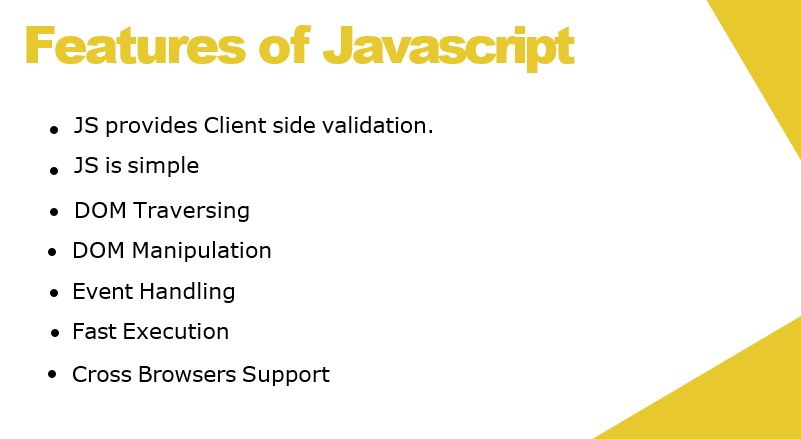 Features of Javascript
• JS provides Client side validation.
• JS is simple
• DOM Traversing
• DOM Manipulation
• Event Handling
• Fast Execution
• Cross Browsers Support